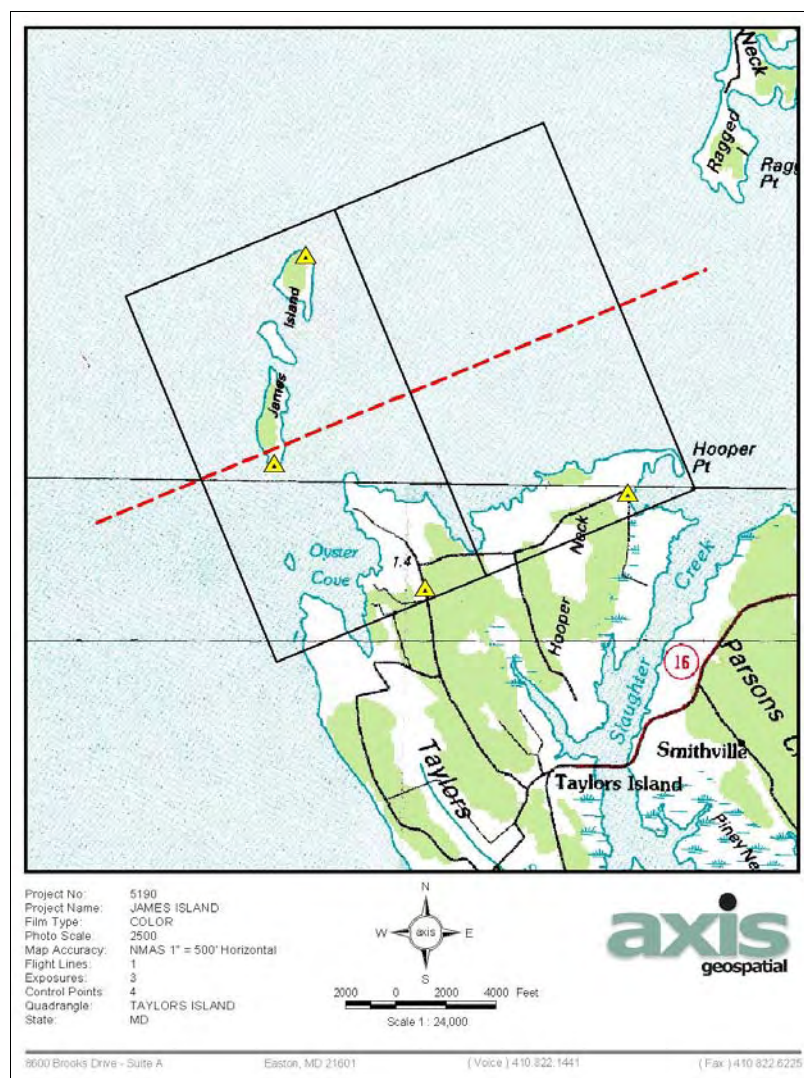 Neck
Ragged
Ragg
Pt
Island
James
Hooper
Pt
Oyster
Cove
1.4
Neck
Hooper
Creek
Slaughter
16
Parsons C
Taylors
Smithville
Taylors Island
Piney Ne
Project No: 5190
Project Name: JAMES ISLAND
Film Type: COLOR
Photo Scale: 2500
Map Accuracy: NMAS 1" = 500' Horizontal
Flight Lines: 1
Exposures: 3
Control Points: 4
Quadrangle: TAYLORS ISLAND
State: MD
N
W axis E
S
2000 0 2000 4000 Feet
Scale 1 : 24,000
axis
geospatial
8600 Brooks Drive - Suite A Easton, MD 21601 ( Voice ) 410.822.1441 ( Fax ) 410.822.6225